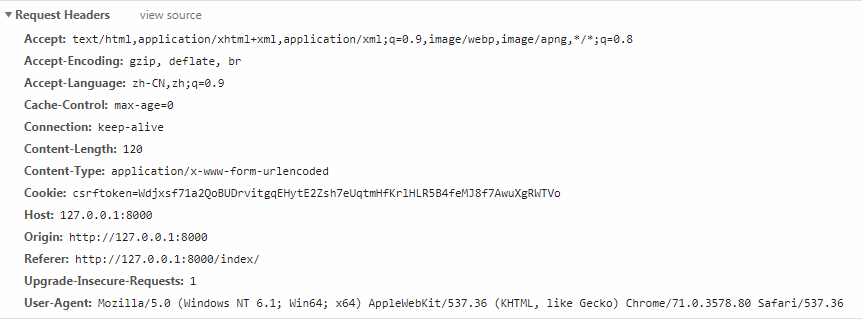 Request Headers view source
Accept: text/html,application/xhtml+xml,application/xml;q=0.9,image/webp,image/apng,*/*;q=0.8
Accept-Encoding: gzip, deflate, br
Accept-Language: zh-CN,zh;q=0.9
Cache-Control: max-age=0
Connection: keep-alive
Content-Length: 120
Content-Type: application/x-www-form-urlencoded
Cookie: csrftoken=Wdjxsf71a2QoBUDrvitgqEHytE2Zsh7eUqtmHfKrlHLR5B4feMJ8f7AwuXgRWTVo
Host: 127.0.0.1:8000
Origin: http://127.0.0.1:8000
Referer: http://127.0.0.1:8000/index/
Upgrade-Insecure-Requests: 1
User-Agent: Mozilla/5.0 (Windows NT 6.1; Win64; x64) AppleWebKit/537.36 (KHTML, like Gecko) Chrome/71.0.3578.80 Safari/537.36